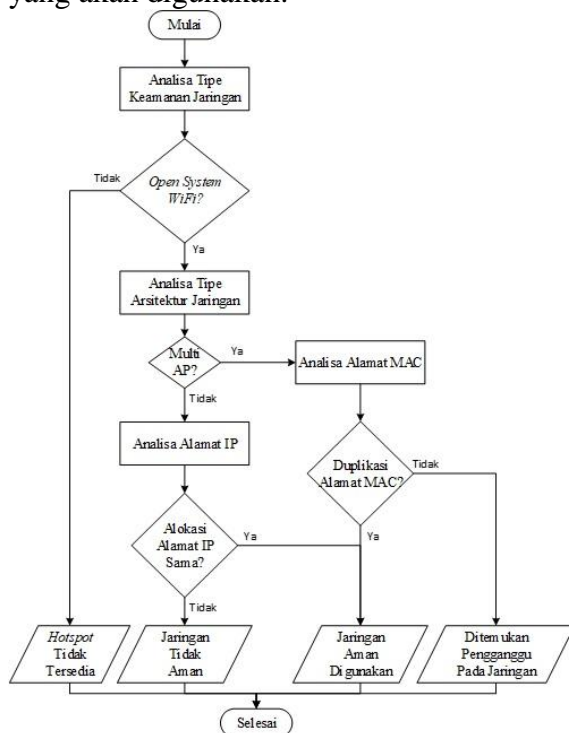 yang akan digunakan.
Mulai
Analisa Tipe
Keamanan Jaringan
Tidak
Open System
WiFi?
Ya
Analisa Tipe
Arsitektur Jaringan
Multi
AP?
Ya
Analisa Alamat MAC
Tidak
Analisa Alamat IP
Duplikasi
Alamat MAC?
Tidak
Alokasi
Alamat IP
Sama?
Ya
Ya
Tidak
Hotspot
Tidak
Tersedia
Jaringan
Tidak
Aman
Jaringan
Aman
Digunakan
Ditemukan
Pengganggu
Pada Jaringan
Selesai